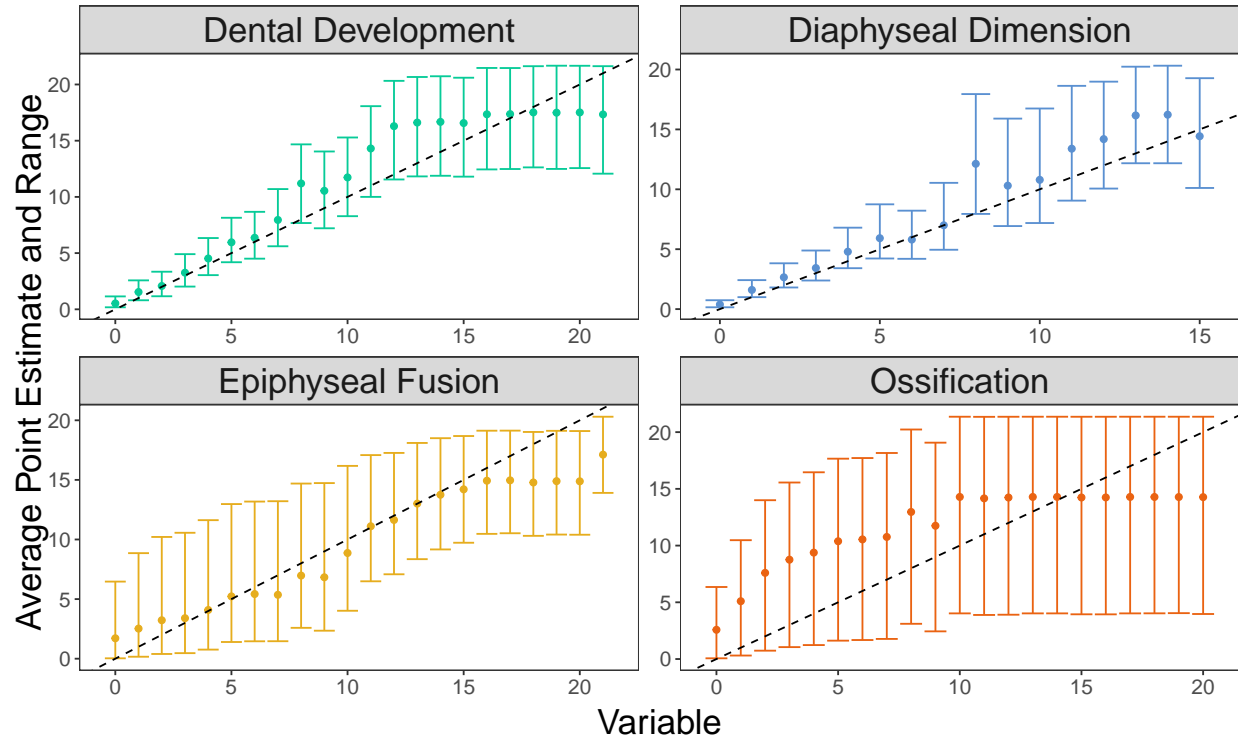 Dental Development
Diaphyseal Dimension
20
15
10
5
0
20
15
10
5
0
0 5 10 15 20
0 5 10 15
Epiphyseal Fusion
Ossification
20
15
10
5
0
20
15
10
5
0
0 5 10 15 20
0 5 10 15 20
Average Point Estimate and Range
Variable